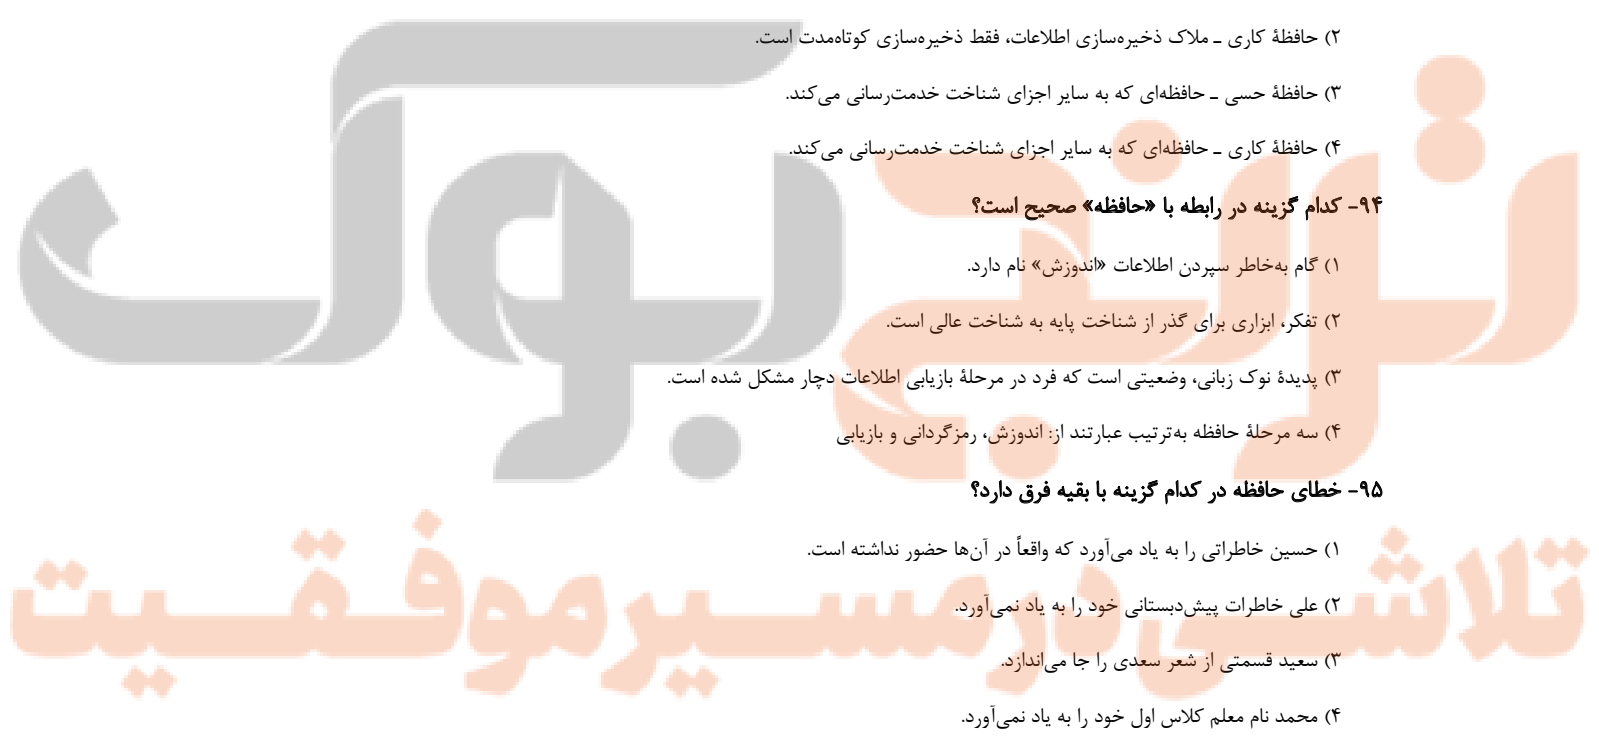 ۲) حافظهٔ کاری ـ ملاک ذخیره‌سازی اطلاعات، فقط ذخیره‌سازی کوتاه‌مدت است.
۳) حافظهٔ حسی ـ حافظه‌ای که به سایر اجزای شناخت خدمت‌رسانی می‌کند.
۴) حافظهٔ کاری ـ حافظه‌ای که به سایر اجزای شناخت خدمت‌رسانی می‌کند.
۹۴- کدام گزینه در رابطه با «حافظه» صحیح است؟
۱) گام به‌خاطر سپردن اطلاعات «اندوزش» نام دارد.
۲) تفکر، ابزاری برای گذر از شناخت پایه به شناخت عالی است.
۳) پدیدهٔ نوک زبانی، وضعیتی است که فرد در مرحلهٔ بازیابی اطلاعات دچار مشکل شده است.
۴) سه مرحلهٔ حافظه به‌ترتیب عبارتند از: اندوزش، رمزگردانی و بازیابی
۹۵- خطای حافظه در کدام گزینه با بقیه فرق دارد؟
۱) حسین خاطراتی را به یاد می‌آورد که واقعاً در آن‌ها حضور نداشته است.
۲) علی خاطرات پیش‌دبستانی خود را به یاد نمی‌آورد.
۳) سعید قسمتی از شعر سعدی را جا می‌اندازد.
۴) محمد نام معلم کلاس اول خود را به یاد نمی‌آورد.
ترنج بوک
تلاشی در مسیر موفقیت